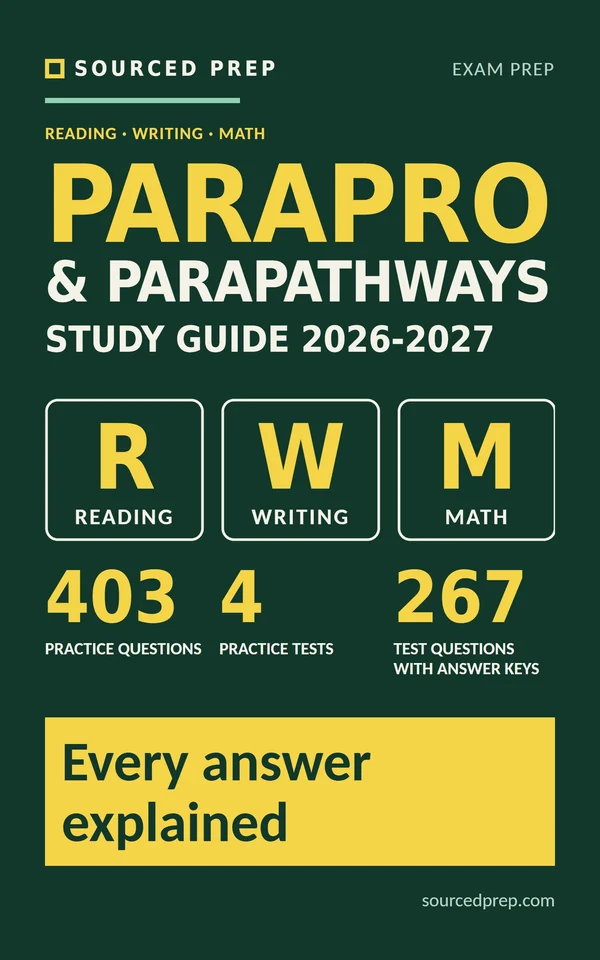 SOURCED PREP
EXAM PREP
READING · WRITING · MATH
PARAPRO
& PARAPATHWAYS
STUDY GUIDE 2026-2027
R
READING
W
WRITING
M
MATH
403
PRACTICE QUESTIONS
4
PRACTICE TESTS
267
TEST QUESTIONS
WITH ANSWER KEYS
Every answer
explained
sourcedprep.com